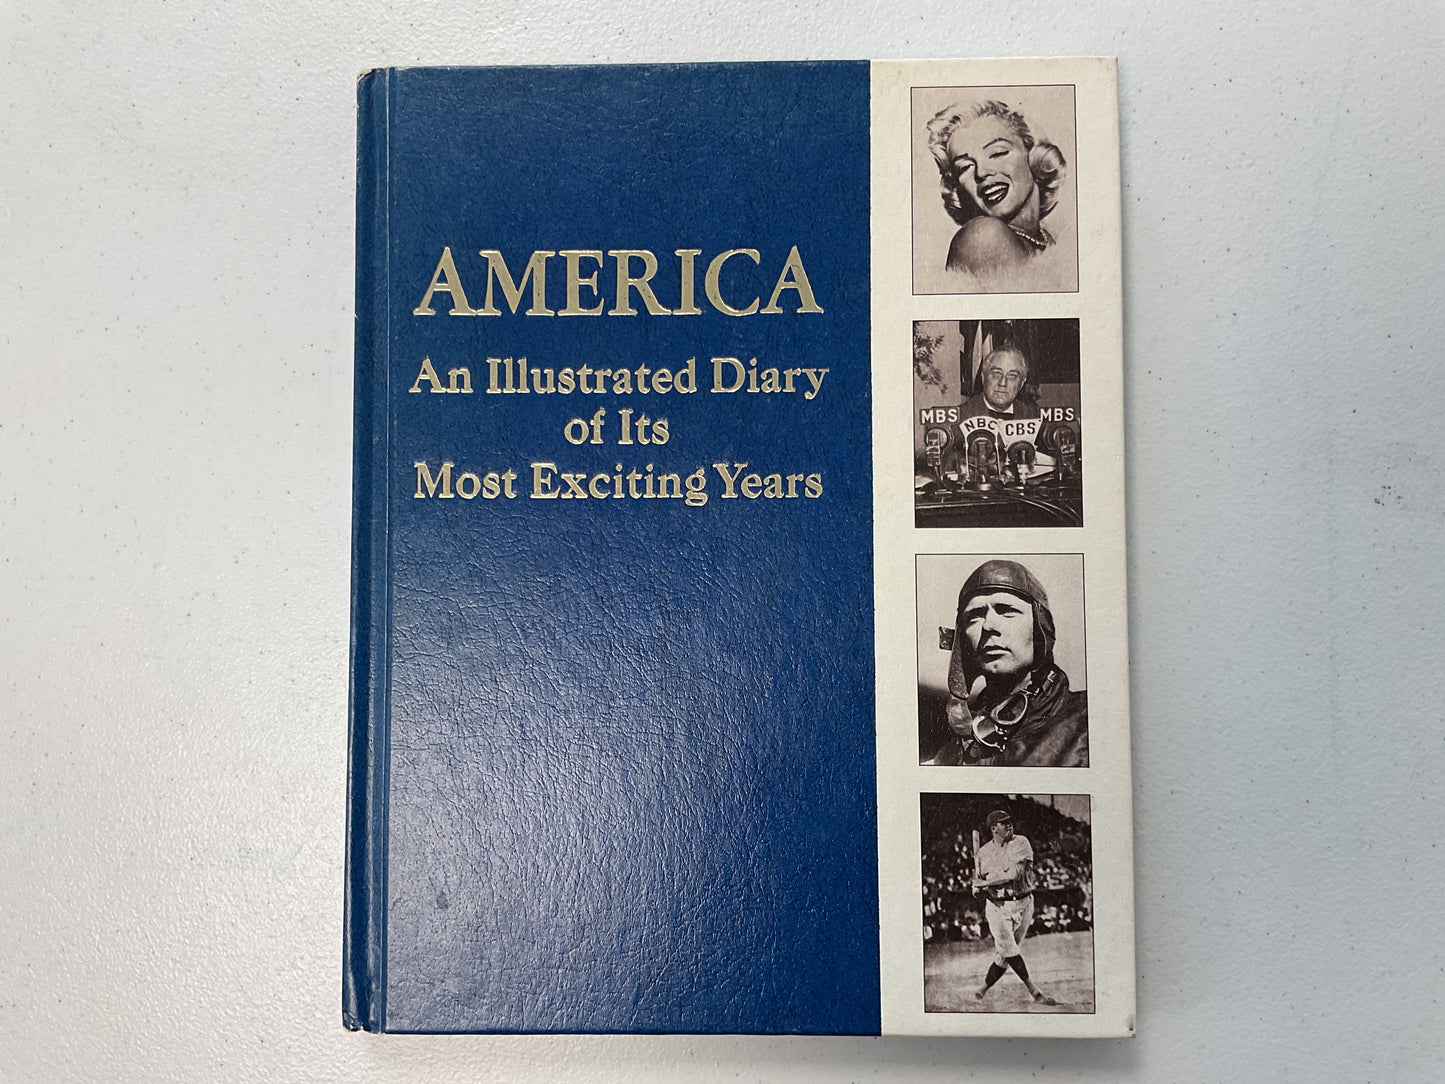 AMERICA
An Illustrated Diary
of Its
Most Exciting Years
MBS
NBC
CBS
MBS